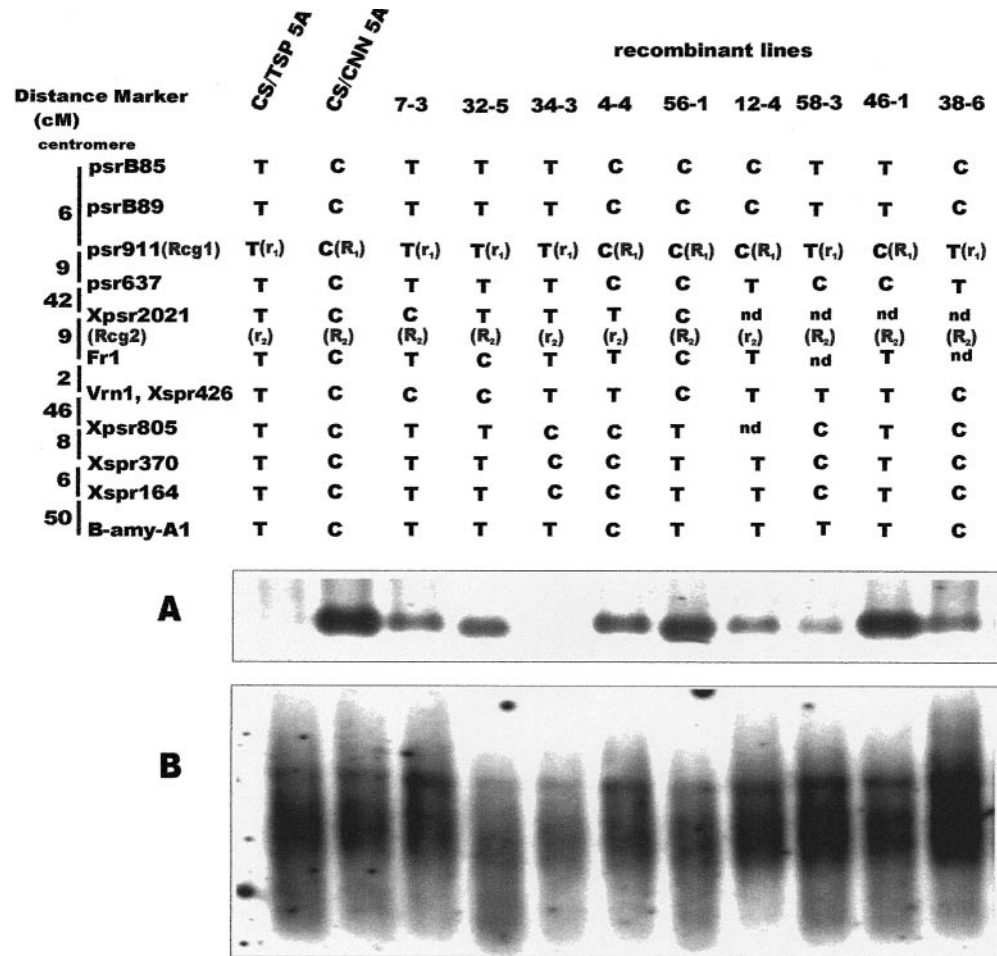 CS/TSP 5A CS/CNN 5A recombinant lines
Distance Marker 7-3 32-5 34-3 4-4 56-1 12-4 58-3 46-1 38-6
(cM)
centromere
psrB85 T C T T T C C C T T C
6 psrB89 T C T T T C C C T T C
psr911(Rcg1) T(r₁) C(R₁) T(r₁) T(r₁) T(r₁) C(R₁) C(R₁) C(R₁) T(r₁) C(R₁) T(r₁)
9
psr637 T C T T T C C T C C T
42
Xpsr2021 T C C T T T C nd nd nd nd
9 (Rcg2) (r₂) (R₂) (R₂) (R₂) (r₂) (r₂) (R₂) (r₂) (R₂) (R₂) (R₂)
Fr1 T C T C T T C T nd T nd
2
Vrn1, Xspr426 T C C C T T C T T T C
46
Xpsr805 T C T T C C T nd C T C
8
Xspr370 T C T T C C T T C T C
6
Xspr164 T C T T C C T T C T C
50
B-amy-A1 T C T T T C T T T T C
A
B